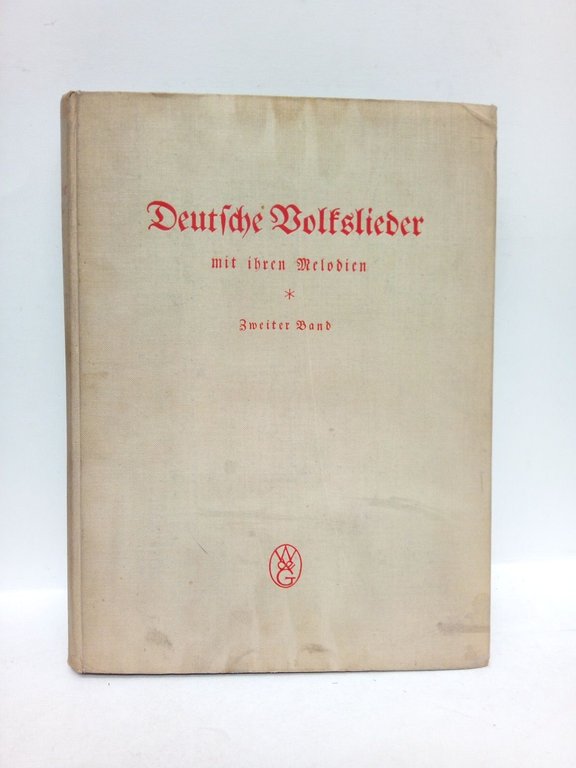 Deutsche Volkslieder
mit ihren Melodien
*
Zweiter Band
W & G